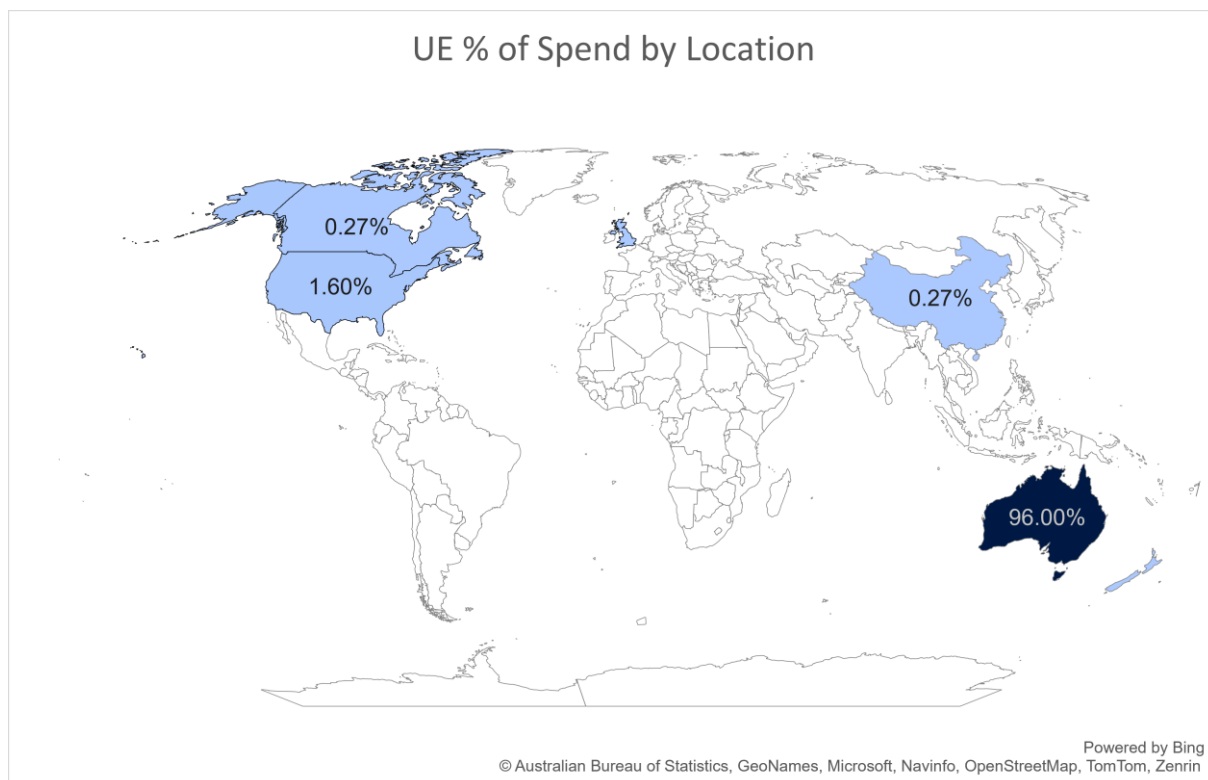 UE % of Spend by Location
0.27%
1.60%
0.27%
96.00%
Powered by Bing
© Australian Bureau of Statistics, GeoNames, Microsoft, Navinfo, OpenStreetMap, TomTom, Zenrin